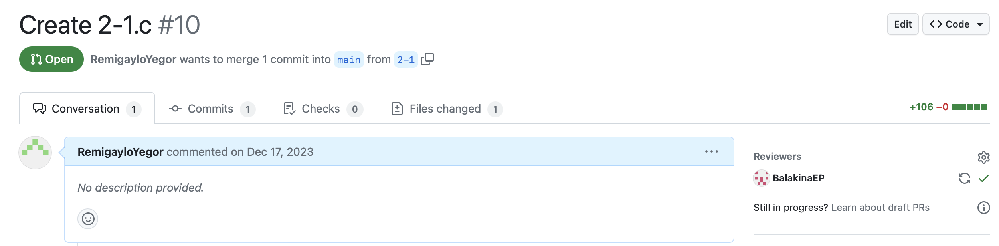 Create 2-1.c #10
Edit
Code
Open
RemigayloYegor wants to merge 1 commit into main from 2-1
Conversation 1
Commits 1
Checks 0
Files changed 1
+106 −0
RemigayloYegor commented on Dec 17, 2023
No description provided.
Reviewers
BalakinaEP
Still in progress? Learn about draft PRs